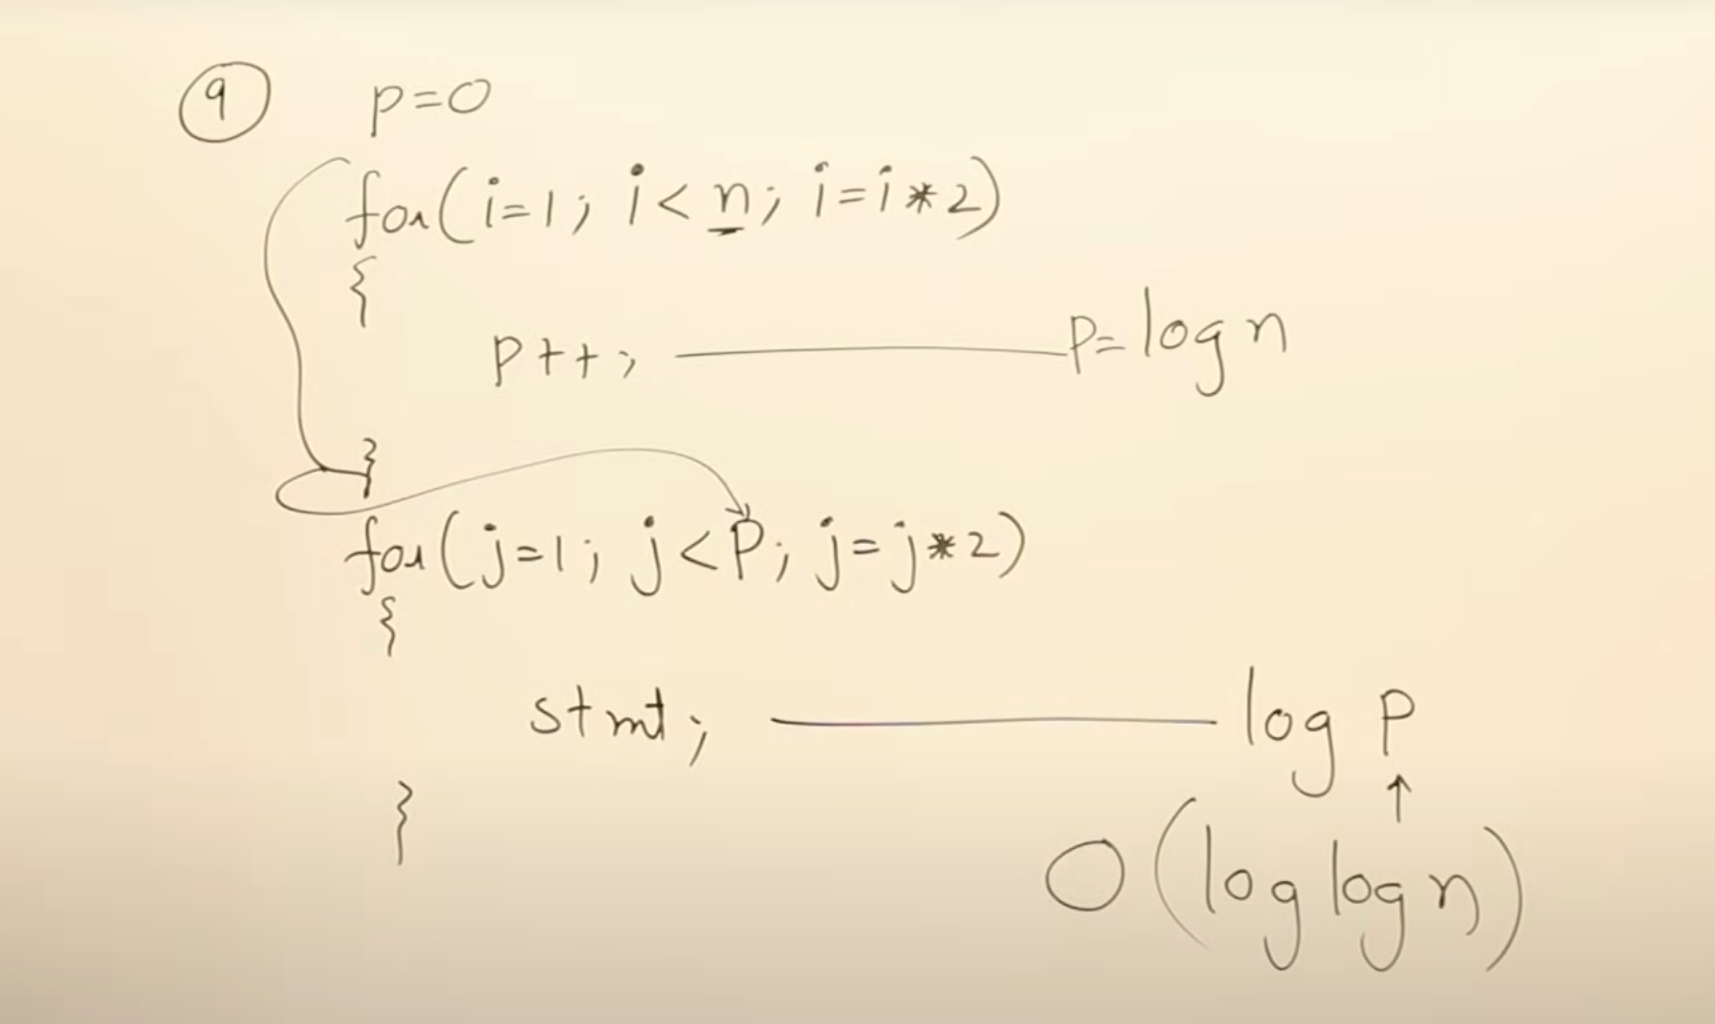 9 p=0
for(i=1; i<n; i=i*2)
{
p++; p=log n
}
for(j=1; j<P; j=j*2)
{
stmt; log P
↑
}
O(log log n)